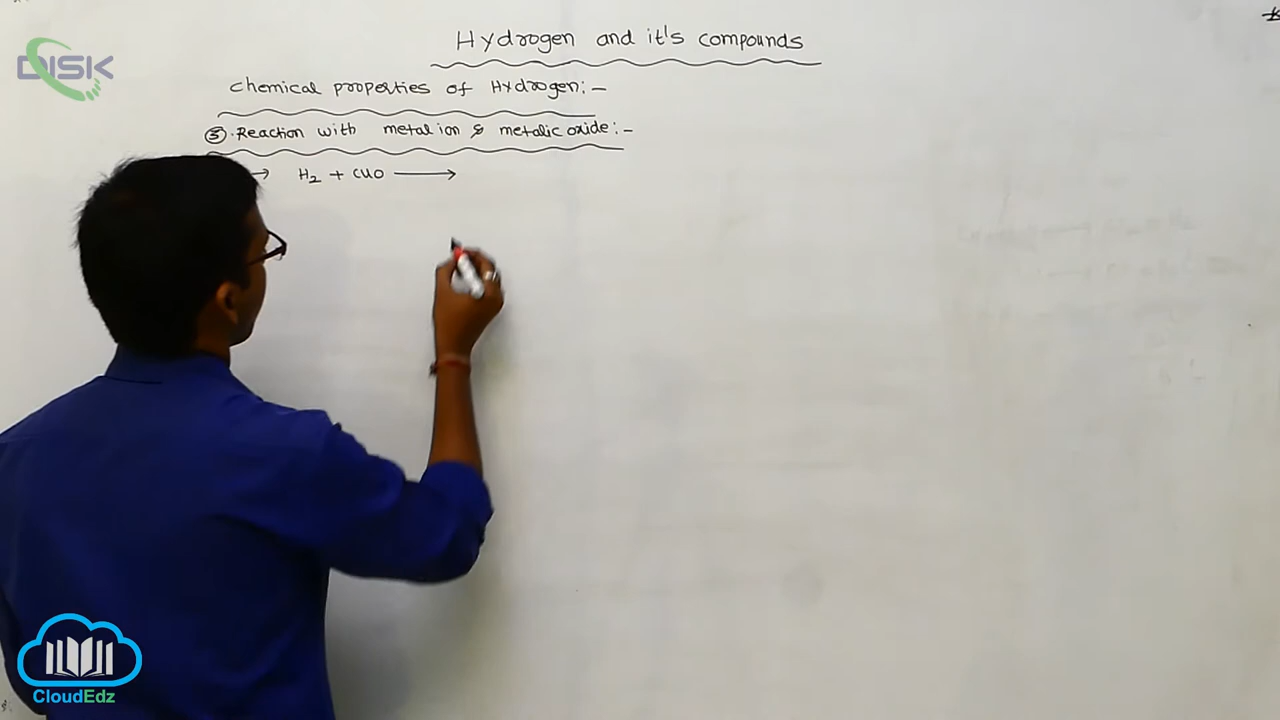 DISK
Hydrogen and it's compounds
chemical properties of Hydrogen:-
⑤.Reaction with metal ion & metalic oxide:-
→ H₂ + CuO ⟶
CloudEdz